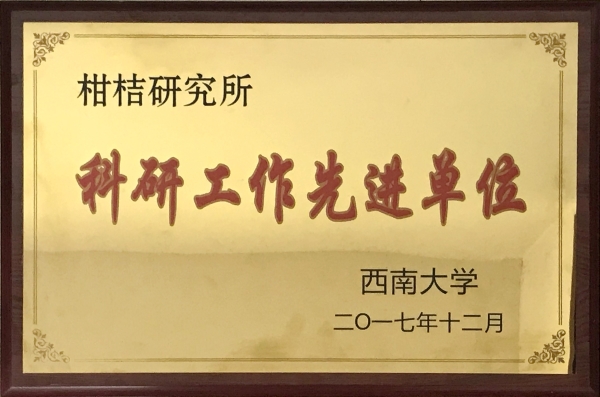 柑桔研究所
科研工作先进单位
西南大学
二〇一七年十二月